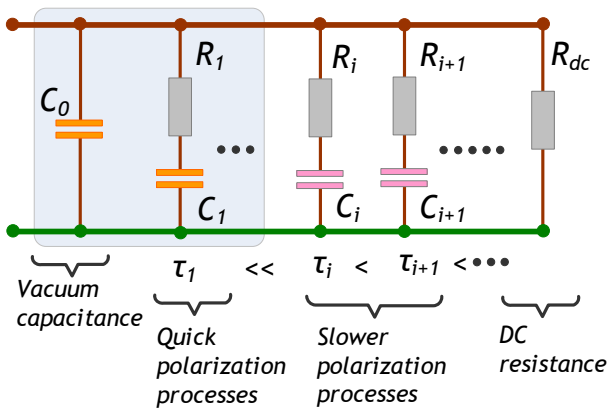 R1 Ri Ri+1 Rdc
C0
C1 Ci Ci+1
τ1 << τi < τi+1 <
Vacuum
capacitance
Quick
polarization
processes
Slower
polarization
processes
DC
resistance